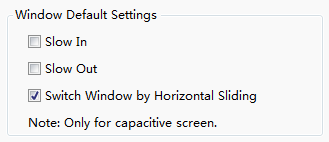 Window Default Settings
Slow In
Slow Out
Switch Window by Horizontal Sliding
Note: Only for capacitive screen.